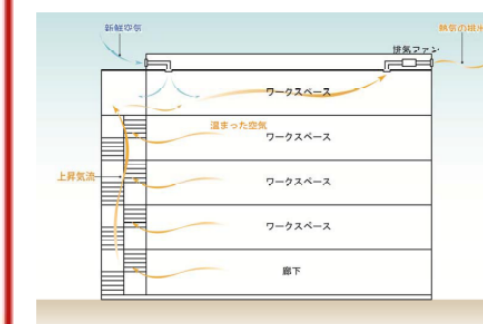 新鮮空気
熱気の排出
排気ファン
ワークスペース
温まった空気
ワークスペース
上昇気流
ワークスペース
ワークスペース
廊下